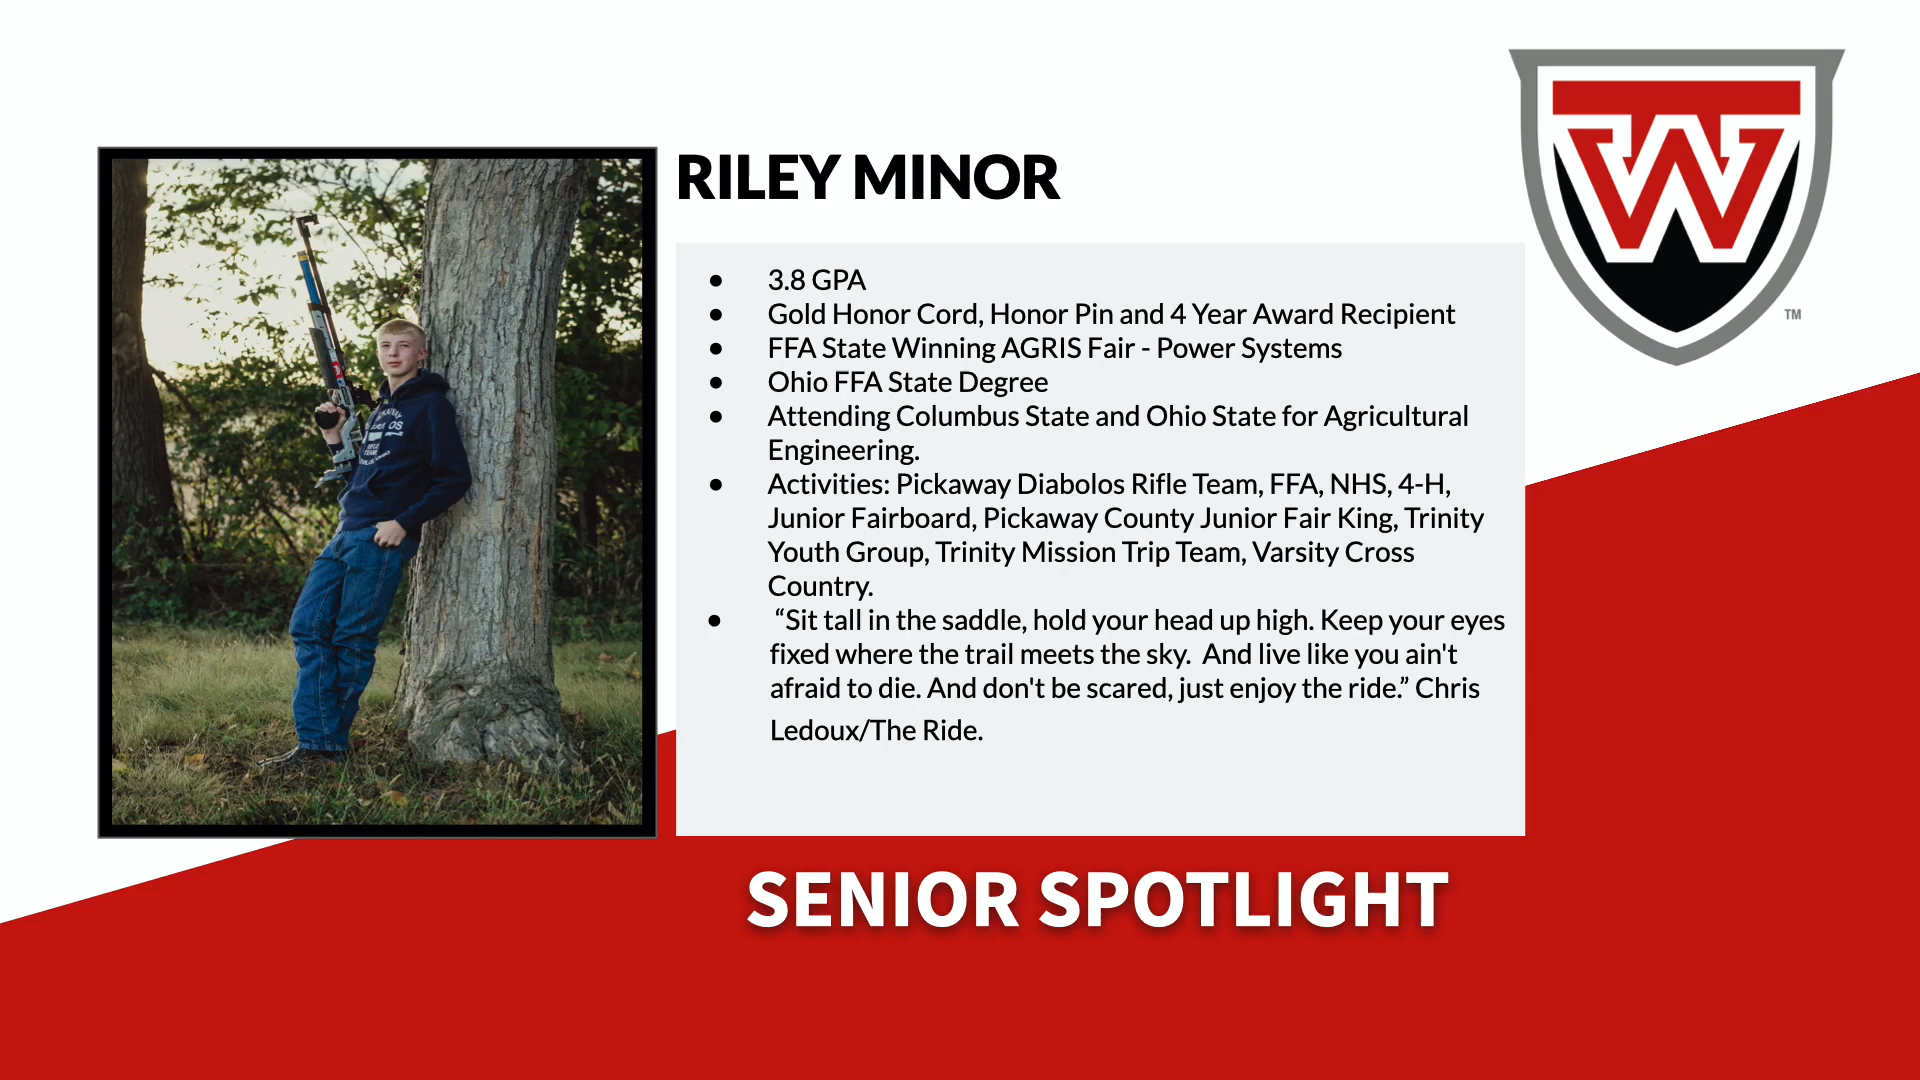 RILEY MINOR
● 3.8 GPA
● Gold Honor Cord, Honor Pin and 4 Year Award Recipient
● FFA State Winning AGRIS Fair - Power Systems
● Ohio FFA State Degree
● Attending Columbus State and Ohio State for Agricultural
Engineering.
● Activities: Pickaway Diabolos Rifle Team, FFA, NHS, 4-H,
Junior Fairboard, Pickaway County Junior Fair King, Trinity
Youth Group, Trinity Mission Trip Team, Varsity Cross
Country.
● “Sit tall in the saddle, hold your head up high. Keep your eyes
fixed where the trail meets the sky. And live like you ain't
afraid to die. And don't be scared, just enjoy the ride.” Chris
Ledoux/The Ride.
SENIOR SPOTLIGHT
TW
TM